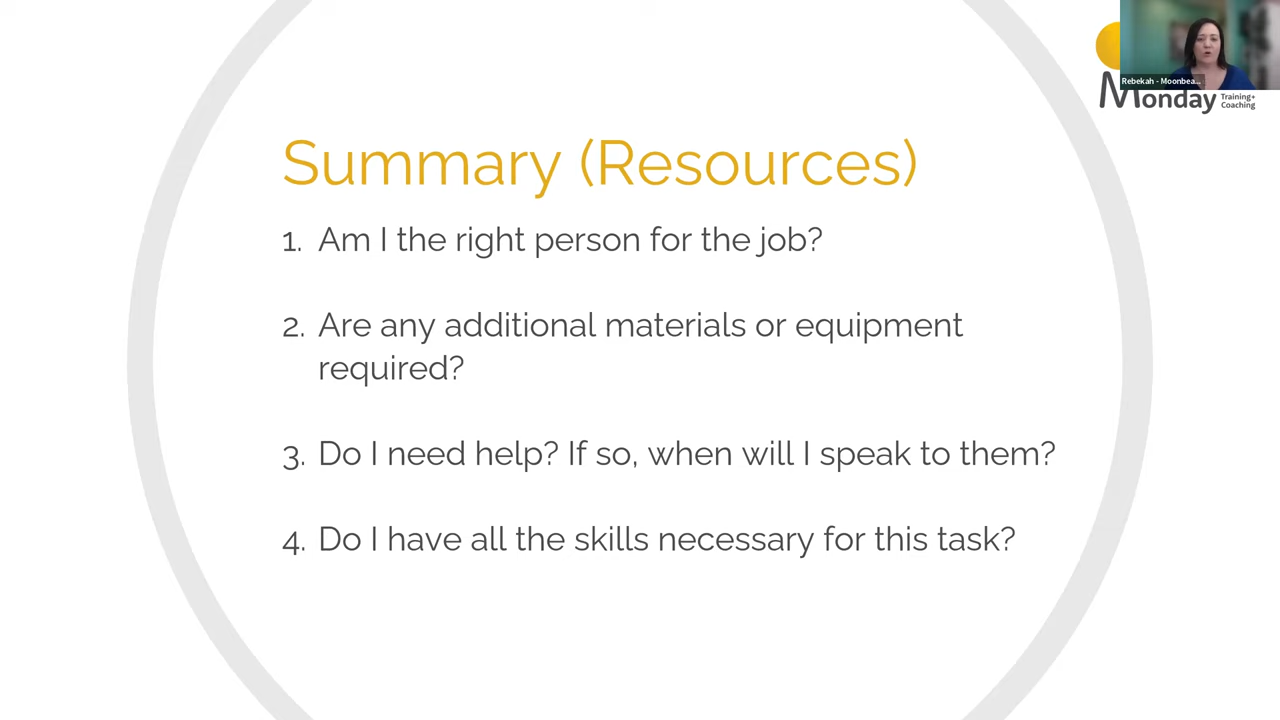 Summary (Resources)
1. Am I the right person for the job?
2. Are any additional materials or equipment
required?
3. Do I need help? If so, when will I speak to them?
4. Do I have all the skills necessary for this task?
Rebekah - Moonbea...
Monday Training+
Coaching